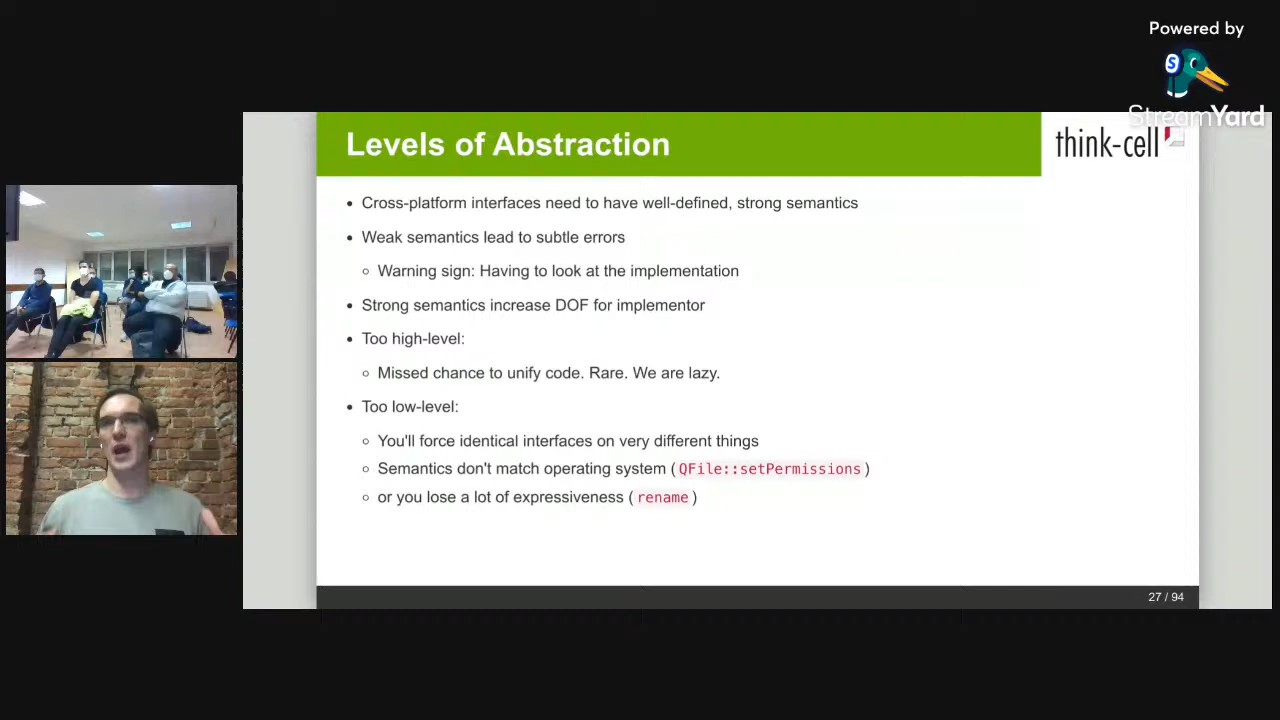 Powered by
StreamYard
Levels of Abstraction
think-cell
• Cross-platform interfaces need to have well-defined, strong semantics
• Weak semantics lead to subtle errors
◦ Warning sign: Having to look at the implementation
• Strong semantics increase DOF for implementor
• Too high-level:
◦ Missed chance to unify code. Rare. We are lazy.
• Too low-level:
◦ You'll force identical interfaces on very different things
◦ Semantics don't match operating system (QFile::setPermissions)
◦ or you lose a lot of expressiveness (rename)
27 / 94